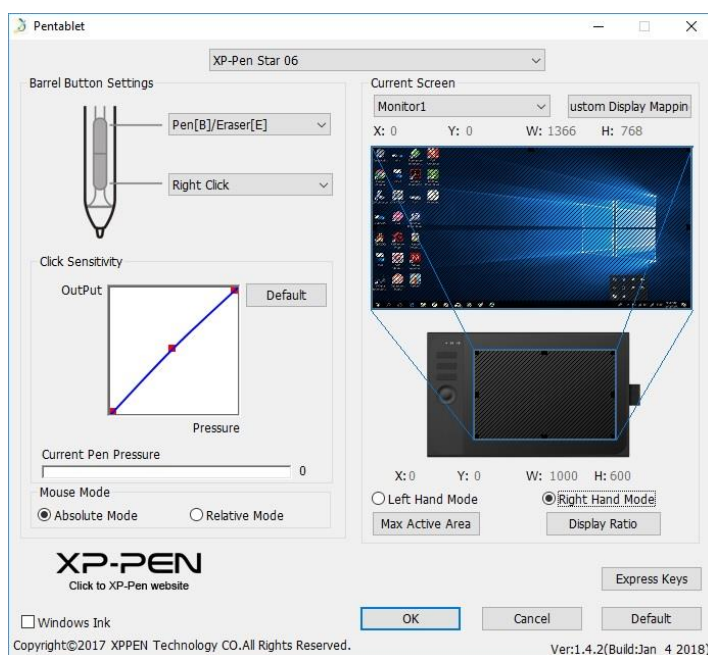 Pentablet
XP-Pen Star 06
Barrel Button Settings
Pen[B]/Eraser[E]
Right Click
Click Sensitivity
OutPut
Default
Pressure
Current Pen Pressure
0
Mouse Mode
Absolute Mode
Relative Mode
Current Screen
Monitor1
ustom Display Mappin
X: 0 Y: 0 W: 1366 H: 768
X: 0 Y: 0 W: 1000 H: 600
Left Hand Mode
Right Hand Mode
Max Active Area
Display Ratio
XP-PEN
Click to XP-Pen website
Express Keys
Windows Ink
OK
Cancel
Default
Copyright©2017 XPPEN Technology CO.All Rights Reserved.
Ver:1.4.2(Build:Jan 4 2018)